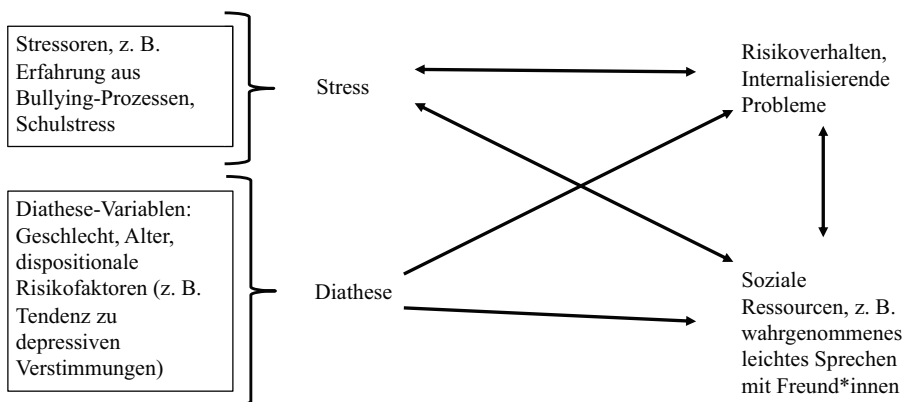 Stressoren, z. B.
Erfahrung aus
Bullying-Prozessen,
Schulstress
Stress
Risikoverhalten,
Internalisierende
Probleme
Diathese-Variablen:
Geschlecht, Alter,
dispositionale
Risikofaktoren (z. B.
Tendenz zu
depressiven
Verstimmungen)
Diathese
Soziale
Ressourcen, z. B.
wahrgenommenes
leichtes Sprechen
mit Freund*innen